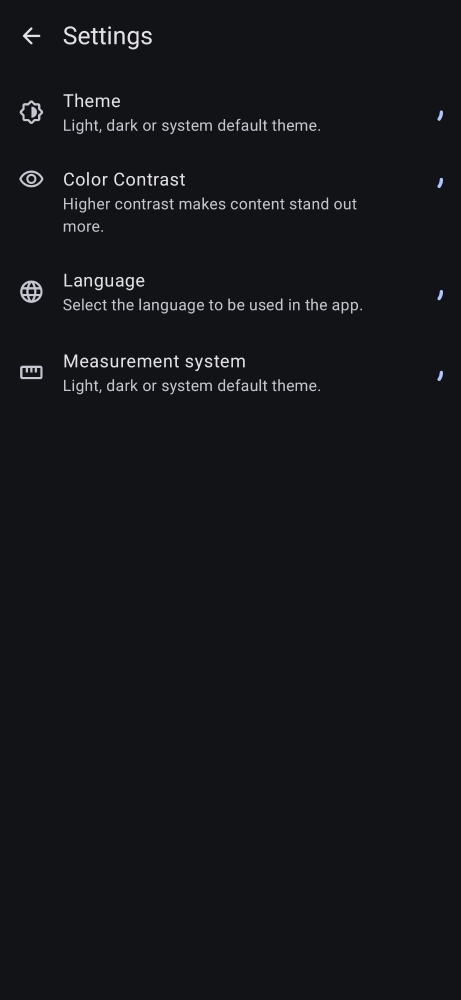 Settings
Theme
Light, dark or system default theme.
Color Contrast
Higher contrast makes content stand out
more.
Language
Select the language to be used in the app.
Measurement system
Light, dark or system default theme.